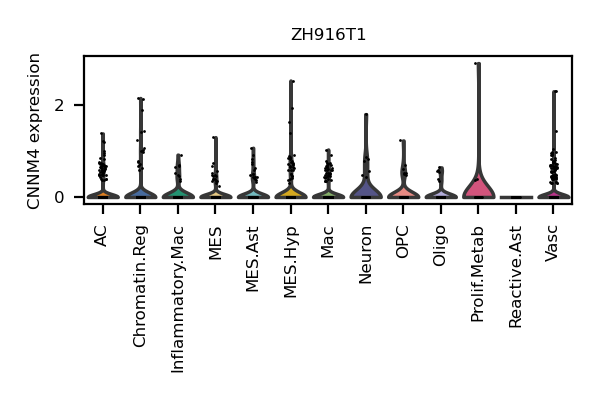 ZH916T1
CNNM4 expression
2
0
AC
Chromatin.Reg
Inflammatory.Mac
MES
MES.Ast
MES.Hyp
Mac
Neuron
OPC
Oligo
Prolif.Metab
Reactive.Ast
Vasc